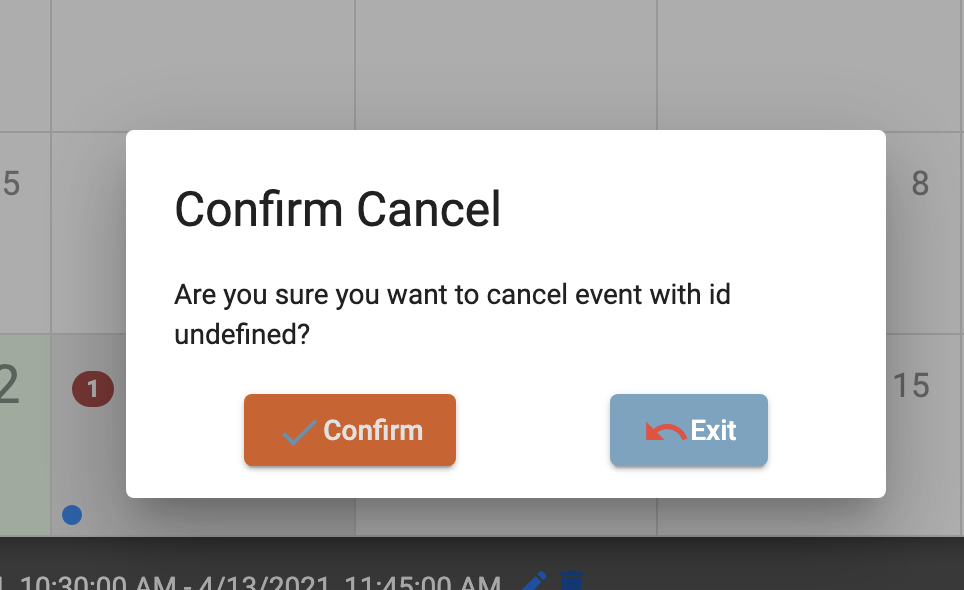 5
8
Confirm Cancel
Are you sure you want to cancel event with id
undefined?
2
1
15
Confirm
Exit
10:30:00 AM - 4/13/2021, 11:45:00 AM